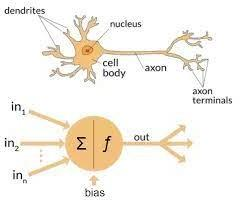 dendrites
nucleus
cell
body
axon
axon
terminals
in1
in2
inn
Σ f
out
bias